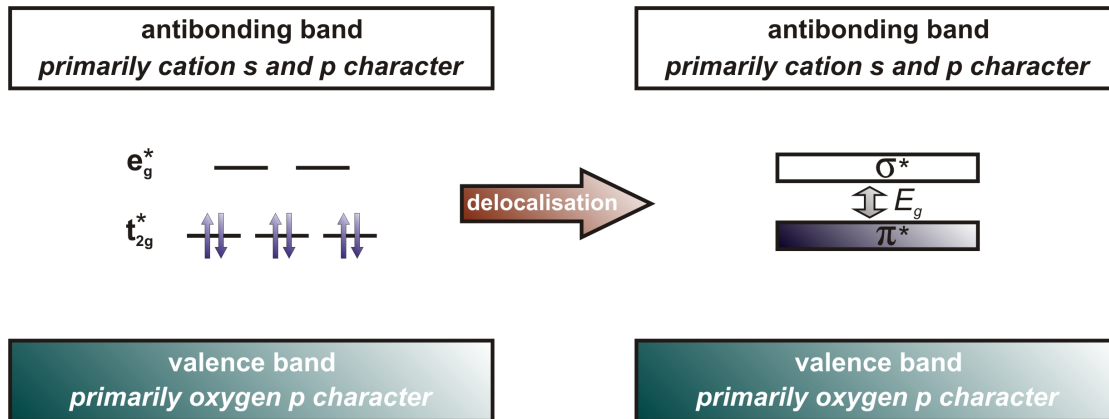 antibonding band
primarily cation s and p character
antibonding band
primarily cation s and p character
e*g
t*2g
delocalisation
σ*
Eg
π*
valence band
primarily oxygen p character
valence band
primarily oxygen p character